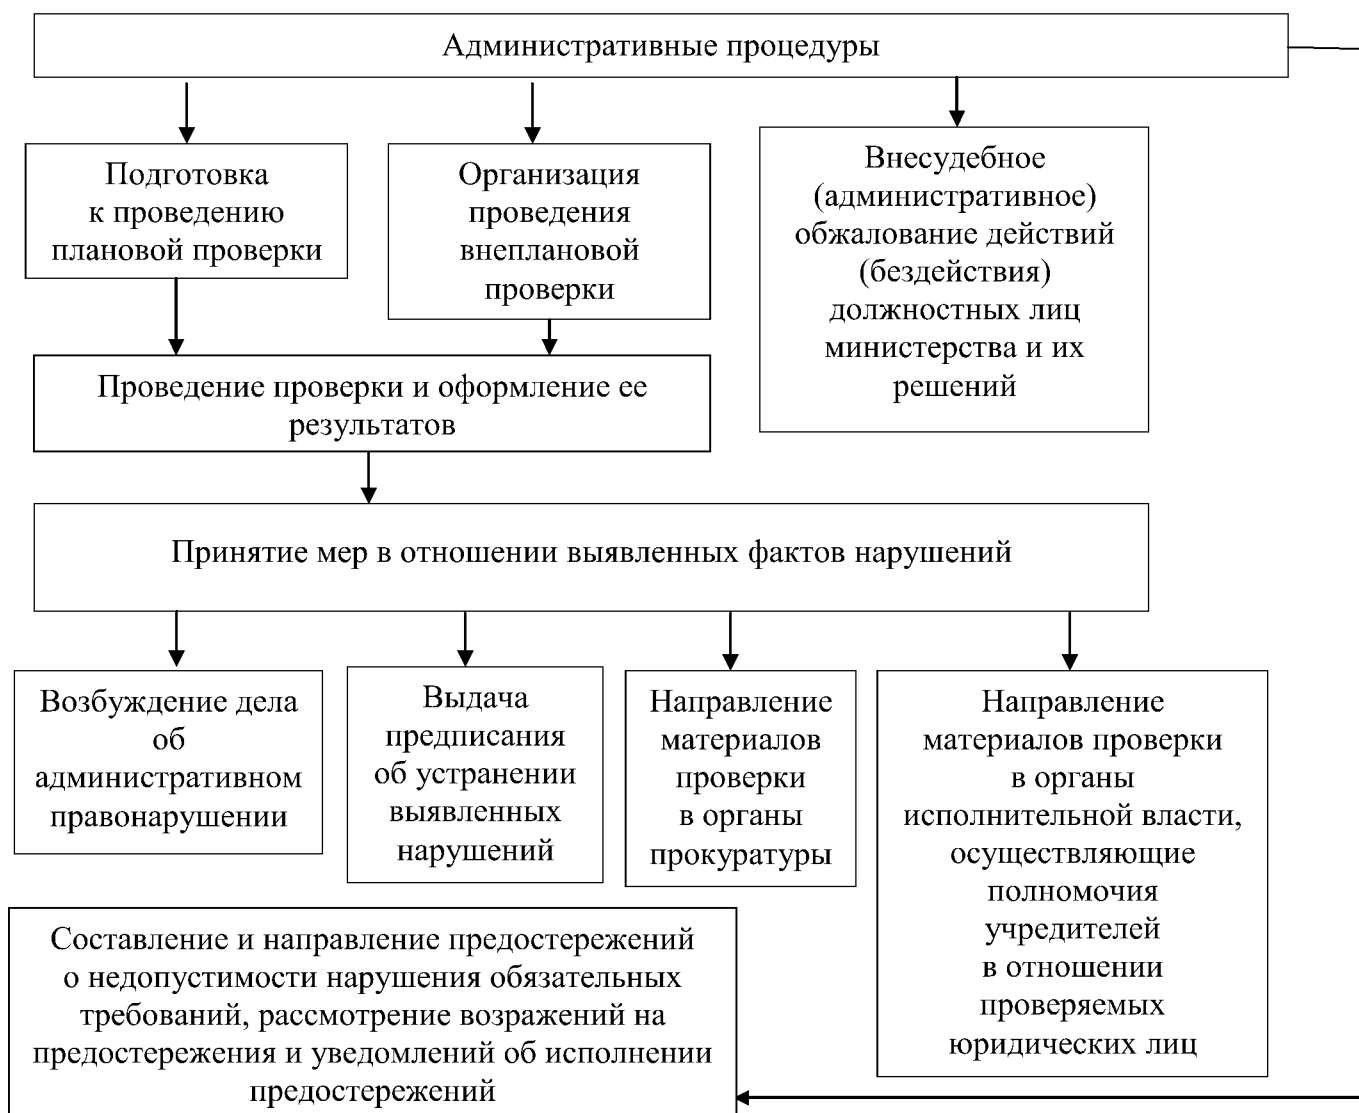 Административные процедуры
Подготовка
к проведению
плановой проверки
Организация
проведения
внеплановой
проверки
Внесудебное
(административное)
обжалование действий
(бездействия)
должностных лиц
министерства и их
решений
Проведение проверки и оформление ее
результатов
Принятие мер в отношении выявленных фактов нарушений
Возбуждение дела
об
административном
правонарушении
Выдача
предписания
об устранении
выявленных
нарушений
Направление
материалов
проверки
в органы
прокуратуры
Направление
материалов проверки
в органы
исполнительной власти,
осуществляющие
полномочия
учредителей
в отношении
проверяемых
юридических лиц
Составление и направление предостережений
о недопустимости нарушения обязательных
требований, рассмотрение возражений на
предостережения и уведомлений об исполнении
предостережений